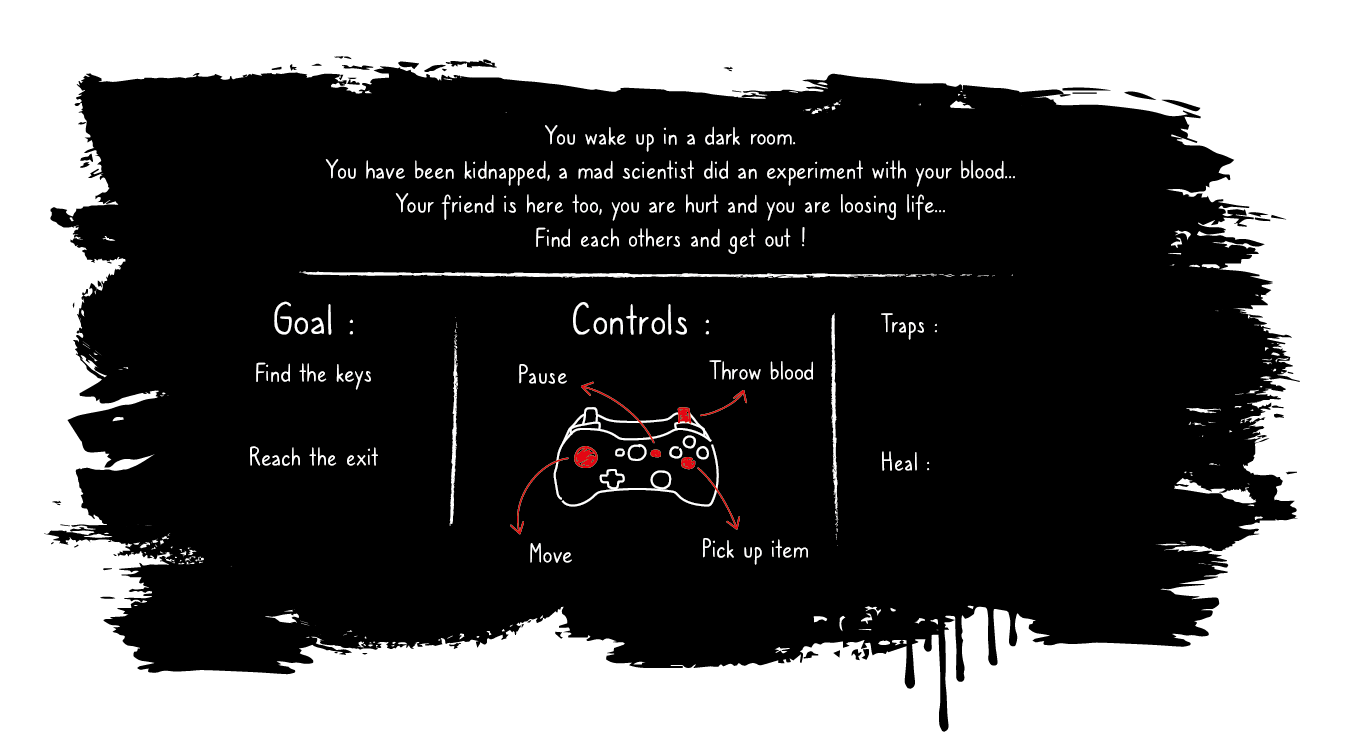 You wake up in a dark room.
You have been kidnapped, a mad scientist did an experiment with your blood...
Your friend is here too, you are hurt and you are loosing life...
Find each others and get out !
Goal :
Find the keys
Reach the exit
Controls :
Pause
Throw blood
Move
Pick up item
Traps :
Heal :